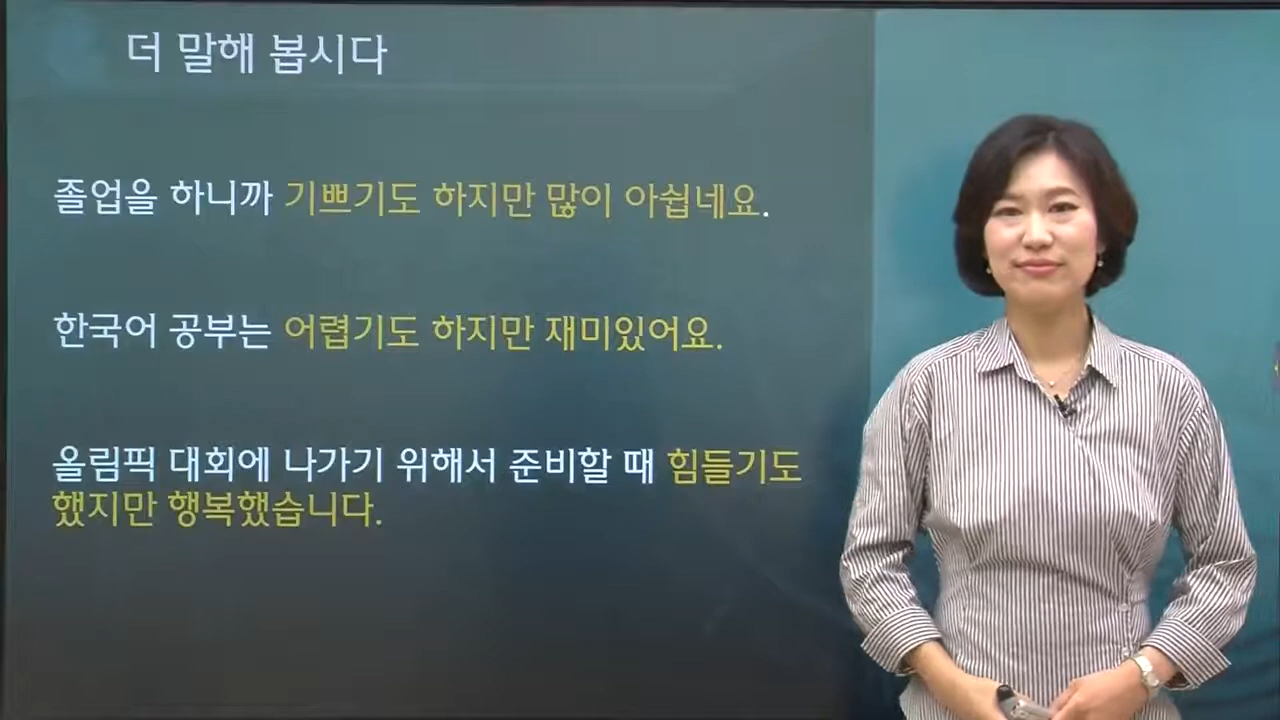 더 말해 봅시다
졸업을 하니까 기쁘기도 하지만 많이 아쉽네요.
한국어 공부는 어렵기도 하지만 재미있어요.
올림픽 대회에 나가기 위해서 준비할 때 힘들기도
했지만 행복했습니다.